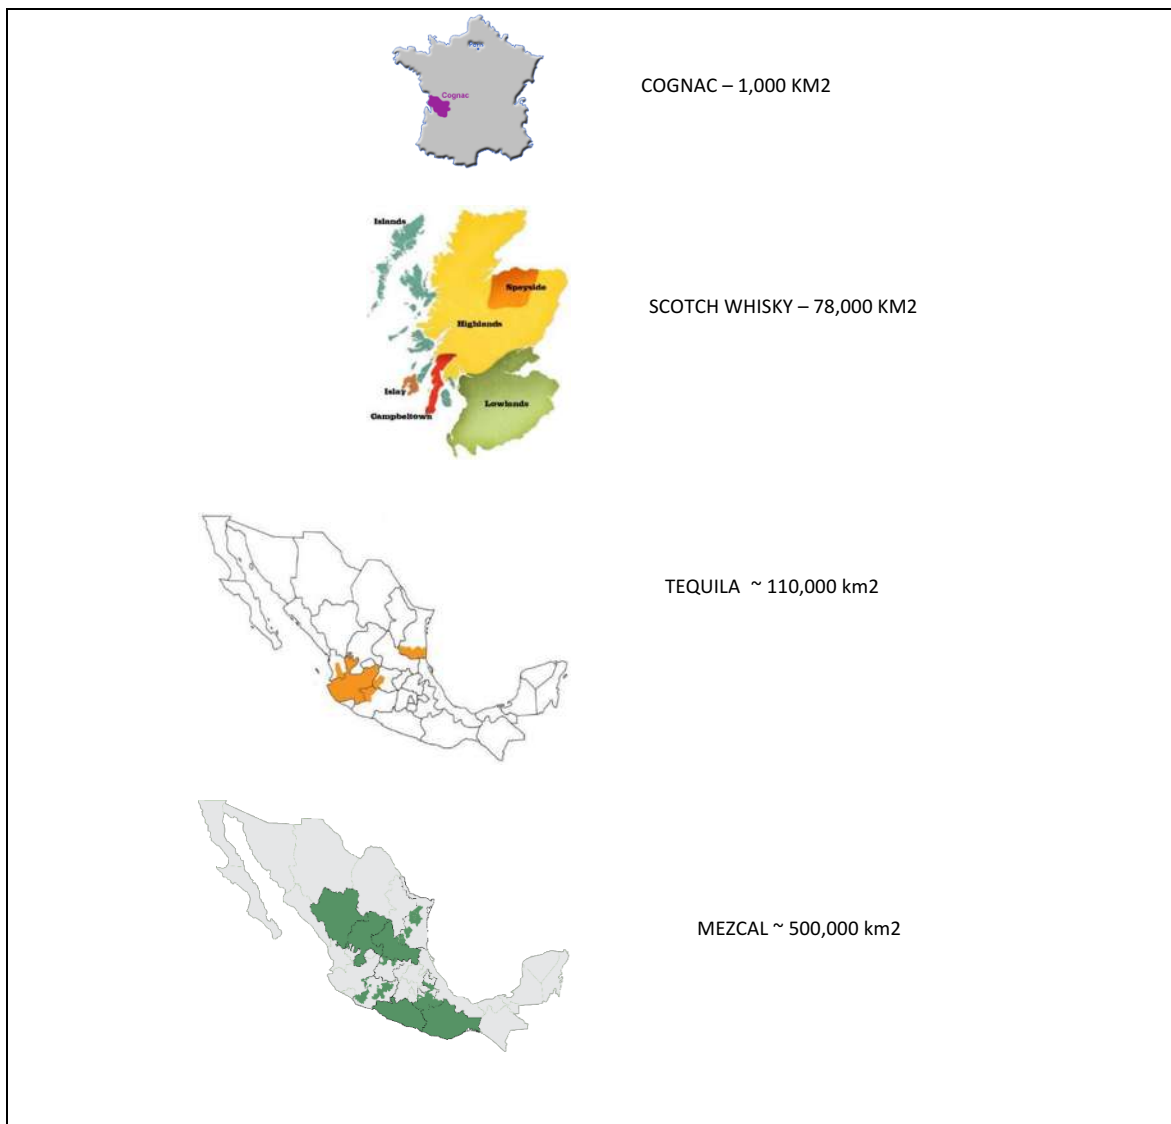 Paris
Cognac
COGNAC – 1,000 KM2
Islands
Speyside
Highlands
SCOTCH WHISKY – 78,000 KM2
Islay
Lowlands
Campbeltown
TEQUILA ~ 110,000 km2
MEZCAL ~ 500,000 km2